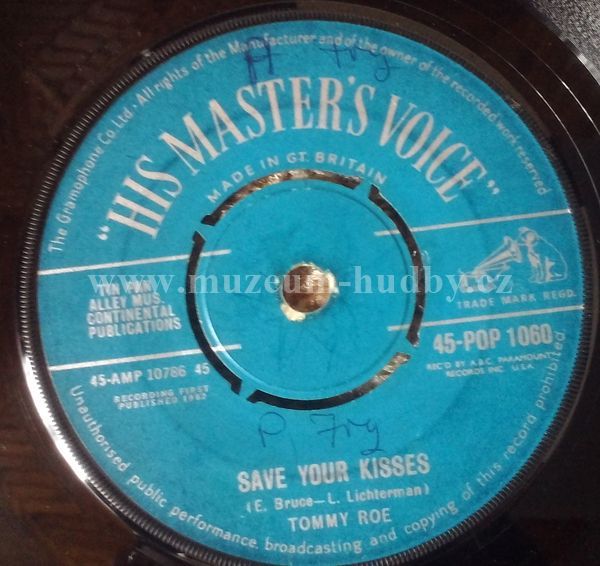 The Gramophone Co. Ltd. · All rights of the Manufacturer and of the owner of the recorded work reserved
"HIS MASTER'S VOICE"
MADE IN GT. BRITAIN
TIN PAN
ALLEY MUS.
CONTINENTAL
PUBLICATIONS
TRADE MARK REGD.
www.muzeum-hudby.cz
45-AMP 10786 45
RECORDING FIRST
PUBLISHED 1962
45-POP 1060
REC'D BY A.B.C. PARAMOUNT
RECORDS INC. U.S.A.
P. Fry
SAVE YOUR KISSES
(E. Bruce–L. Lichterman)
TOMMY ROE
Unauthorised public performance, broadcasting and copying of this record prohibited